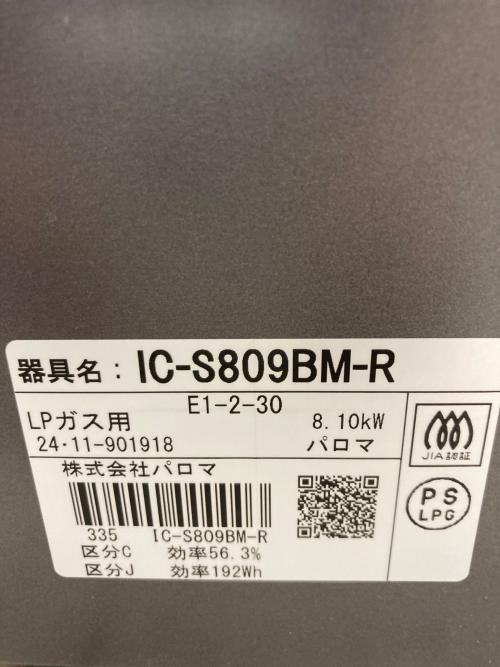 器具名：IC-S809BM-R
E1-2-30
LPガス用 8.10kW
24・11-901918 パロマ
JIA認証
株式会社パロマ
PS
LPG
335 IC-S809BM-R
区分C 効率56.3%
区分J 効率192Wh